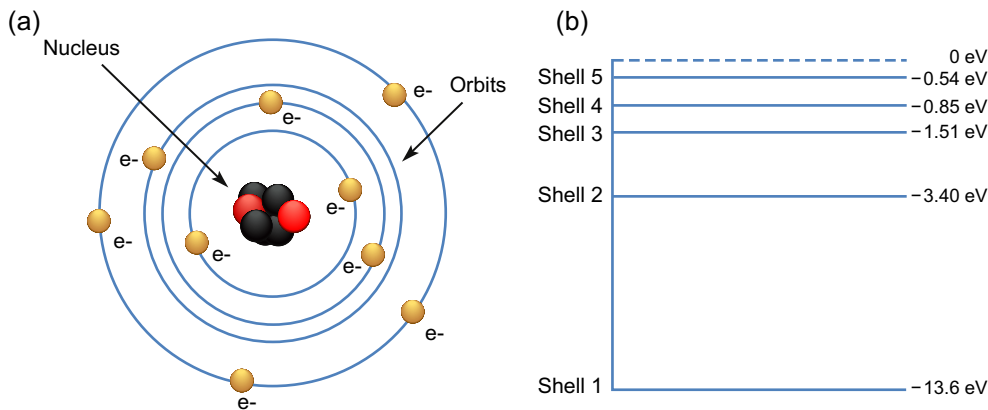 (a)
Nucleus
Orbits
e-
e-
e-
e-
e-
e-
e-
e-
e-
(b)
0 eV
Shell 5 −0.54 eV
Shell 4 −0.85 eV
Shell 3 −1.51 eV
Shell 2 −3.40 eV
Shell 1 −13.6 eV